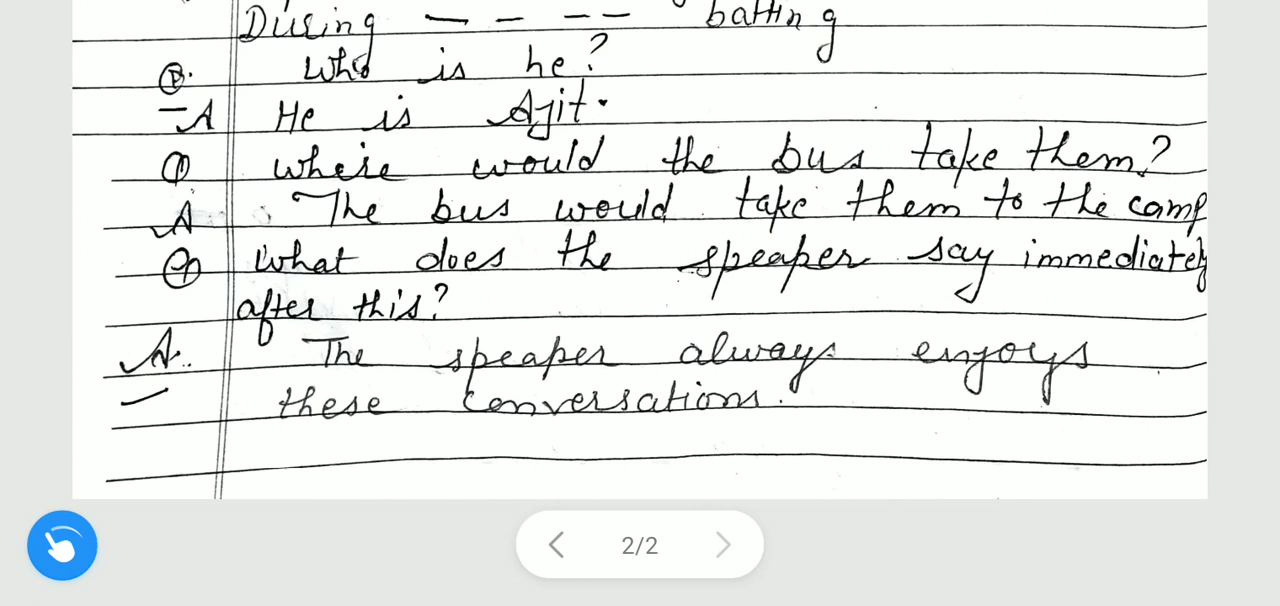 During — - - - batting
Q. Who is he?
-A He is Ajit.
Q where would the bus take them?
A The bus would take them to the camp
Q What does the speaper say immediately
after this?
A. The speaper always enjoys
these conversations.
2/2